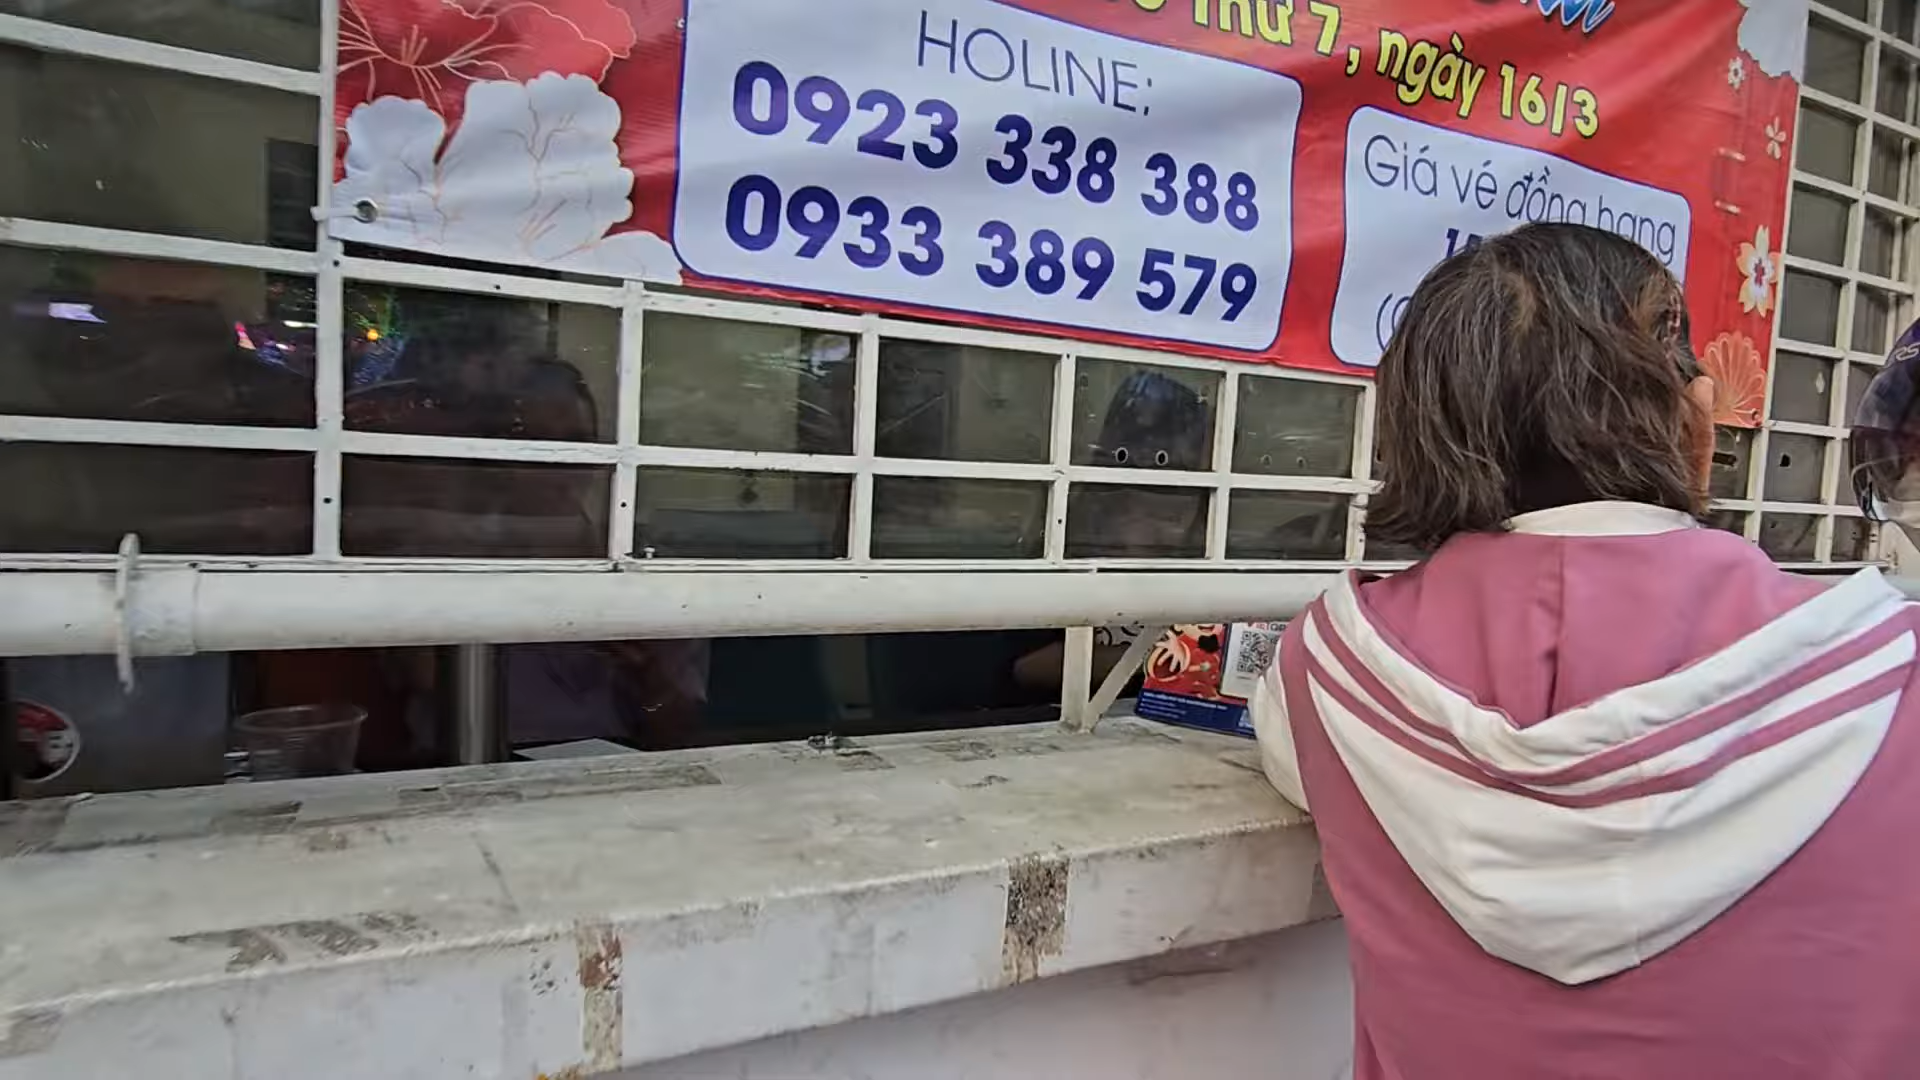 Thứ 7, ngày 16/3
HOLINE:
0923 338 388
0933 389 579
Giá vé đồng hạng